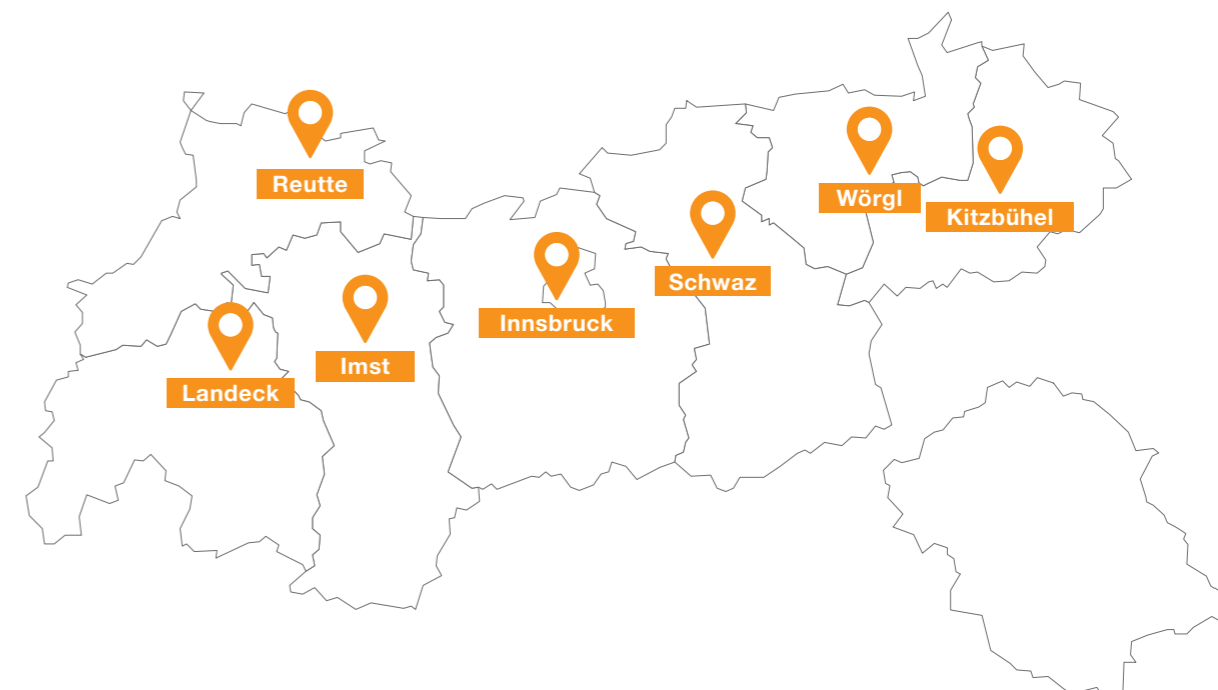 Reutte
Wörgl
Kitzbühel
Schwaz
Innsbruck
Imst
Landeck